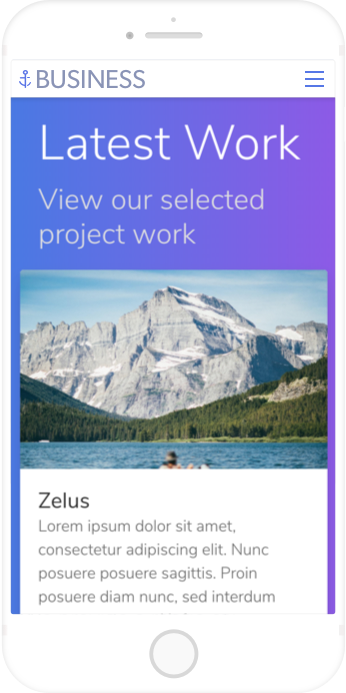 BUSINESS
Latest Work
View our selected
project work
Zelus
Lorem ipsum dolor sit amet,
consectetur adipiscing elit. Nunc
posuere posuere sagittis. Proin
posuere diam nunc, sed interdum